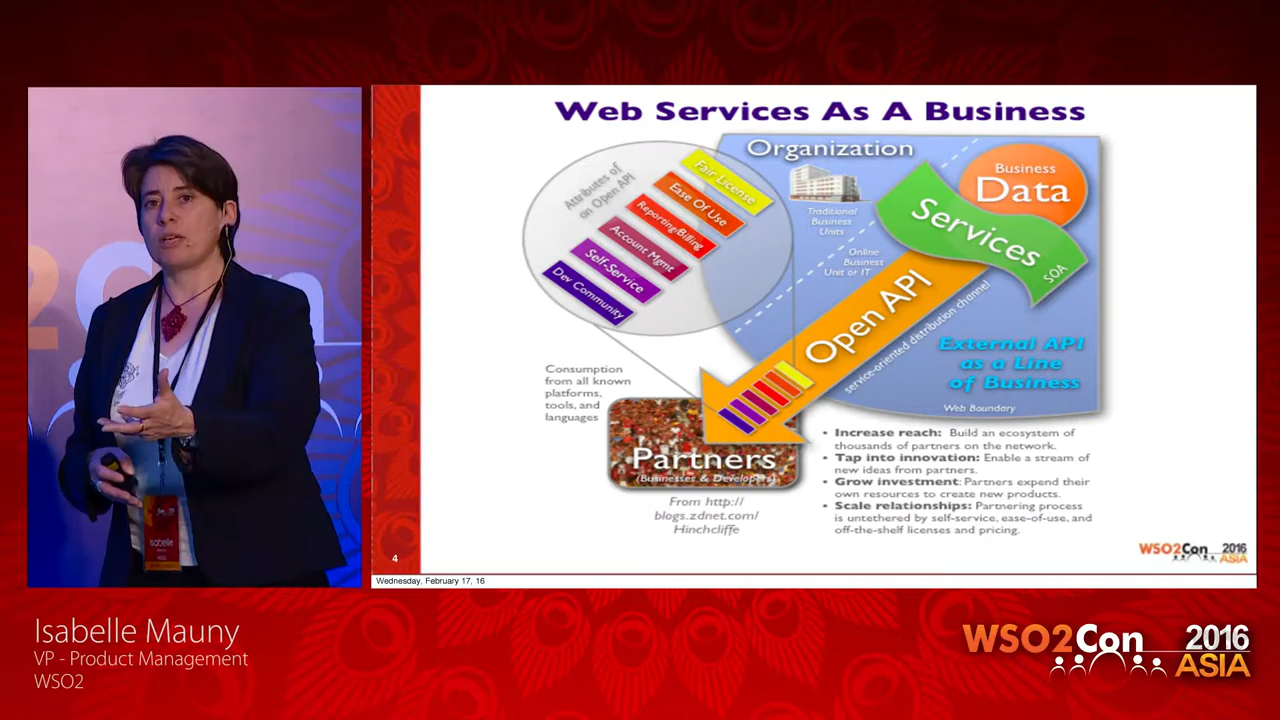 Web Services As A Business
Organization
Attributes of
an Open API
Fair License
Ease Of Use
Reporting/Billing
Account Mgmt
Self-Service
Dev Community
Traditional
Business
Units
Online
Business
Unit or IT
Business
Data
Services
SOA
Open API
service-oriented distribution channel
External API
as a Line
of Business
Web Boundary
Consumption
from all known
platforms,
tools, and
languages
Partners
(Businesses & Developers)
From http://
blogs.zdnet.com/
Hinchcliffe
• Increase reach: Build an ecosystem of
thousands of partners on the network.
• Tap into innovation: Enable a stream of
new ideas from partners.
• Grow investment: Partners expend their
own resources to create new products.
• Scale relationships: Partnering process
is untethered by self-service, ease-of-use, and
off-the-shelf licenses and pricing.
4
WSO2Con 2016
ASIA
Wednesday, February 17, 16
Isabelle
Isabelle Mauny
VP - Product Management
WSO2
WSO2Con 2016
ASIA